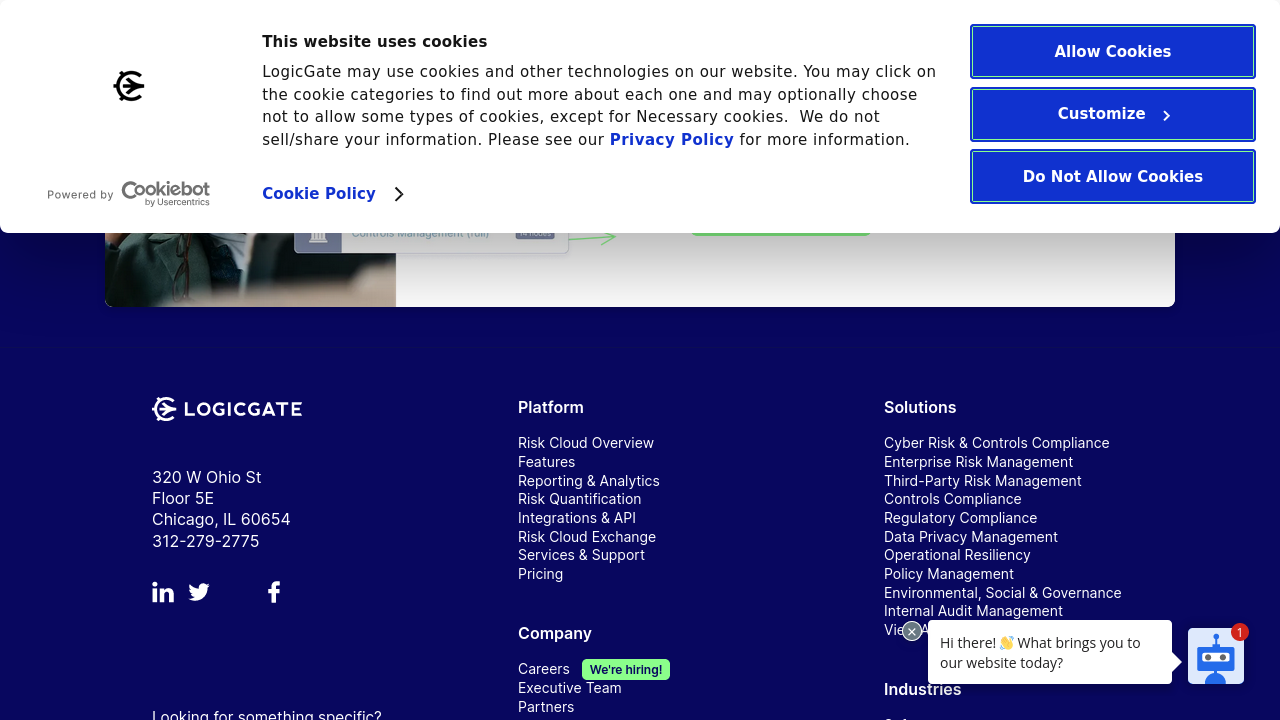 This website uses cookies
LogicGate may use cookies and other technologies on our website. You may click on
the cookie categories to find out more about each one and may optionally choose
not to allow some types of cookies, except for Necessary cookies.  We do not
sell/share your information. Please see our Privacy Policy for more information.
Cookie Policy
Powered by Cookiebot
by Usercentrics
Allow Cookies
Customize
Do Not Allow Cookies
Controls Management (full)
LOGICGATE
320 W Ohio St
Floor 5E
Chicago, IL 60654
312-279-2775
Looking for something specific?
Platform
Risk Cloud Overview
Features
Reporting & Analytics
Risk Quantification
Integrations & API
Risk Cloud Exchange
Services & Support
Pricing
Company
Careers We're hiring!
Executive Team
Partners
Solutions
Cyber Risk & Controls Compliance
Enterprise Risk Management
Third-Party Risk Management
Controls Compliance
Regulatory Compliance
Data Privacy Management
Operational Resiliency
Policy Management
Environmental, Social & Governance
Internal Audit Management
Industries
Hi there! 👋 What brings you to
our website today?
1